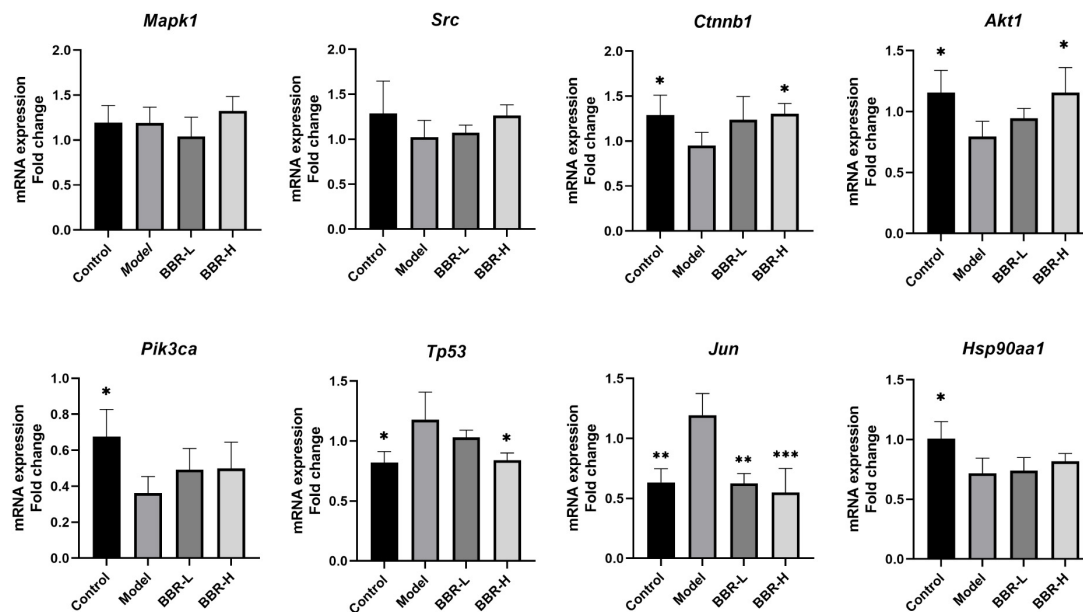 Mapk1
mRNA expression
Fold change
2.0
1.5
1.0
0.5
0.0
Control
Model
BBR-L
BBR-H
Src
mRNA expression
Fold change
2.0
1.5
1.0
0.5
0.0
Control
Model
BBR-L
BBR-H
Ctnnb1
mRNA expression
Fold change
2.0
1.5
1.0
0.5
0.0
*
*
Control
Model
BBR-L
BBR-H
Akt1
mRNA expression
Fold change
1.5
1.0
0.5
0.0
*
*
Control
Model
BBR-L
BBR-H
Pik3ca
mRNA expression
Fold change
1.0
0.8
0.6
0.4
0.2
0.0
*
Control
Model
BBR-L
BBR-H
Tp53
mRNA expression
Fold change
1.5
1.0
0.5
0.0
*
*
Control
Model
BBR-L
BBR-H
Jun
mRNA expression
Fold change
1.5
1.0
0.5
0.0
**
**
***
Control
Model
BBR-L
BBR-H
Hsp90aa1
mRNA expression
Fold change
1.5
1.0
0.5
0.0
*
Control
Model
BBR-L
BBR-H